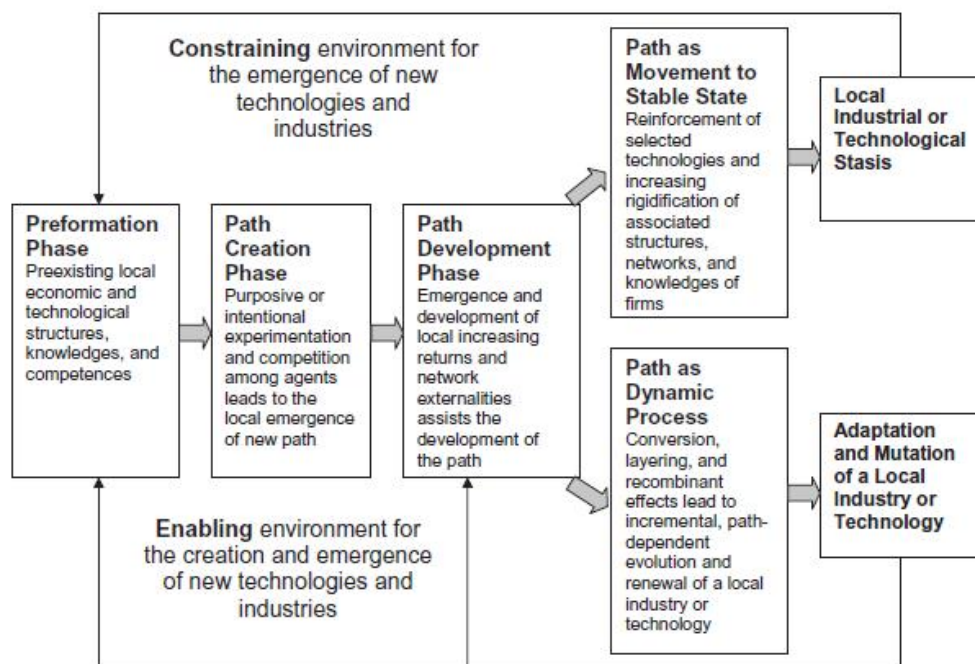 Constraining environment for
the emergence of new
technologies and
industries
Preformation
Phase
Preexisting local
economic and
technological
structures,
knowledges, and
competences
Path
Creation
Phase
Purposive or
intentional
experimentation
and competition
among agents
leads to the
local emergence
of new path
Path
Development
Phase
Emergence and
development of
local increasing
returns and
network
externalities
assists the
development of
the path
Path as
Movement to
Stable State
Reinforcement of
selected
technologies and
increasing
rigidification of
associated
structures,
networks, and
knowledges of
firms
Local
Industrial or
Technological
Stasis
Path as
Dynamic
Process
Conversion,
layering, and
recombinant
effects lead to
incremental, path-
dependent
evolution and
renewal of a local
industry or
technology
Adaptation
and Mutation
of a Local
Industry or
Technology
Enabling environment for
the creation and emergence
of new technologies and
industries